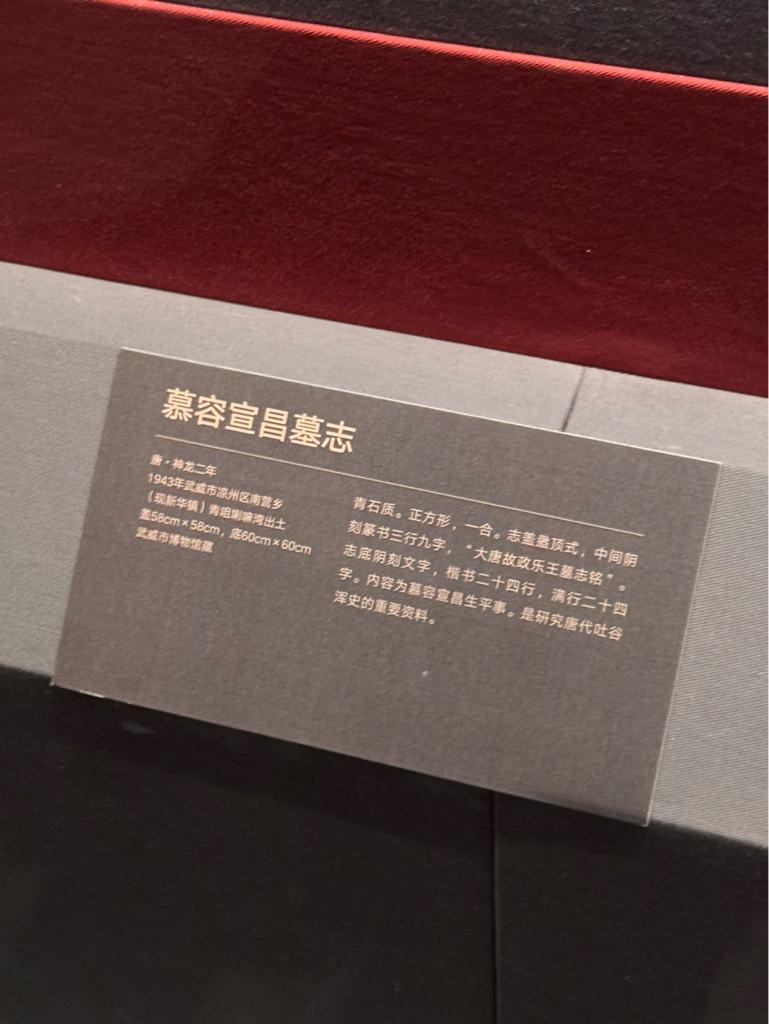 慕容宣昌墓志
唐·神龙二年
1943年武威市凉州区南营乡
（现新华镇）青咀喇嘛湾出土
盖58cm×58cm，底60cm×60cm
武威市博物馆藏
青石质。正方形，一合。志盖盝顶式，中间阴
刻篆书三行九字，“大唐故政乐王墓志铭”。
志底阴刻文字，楷书二十四行，满行二十四
字。内容为慕容宣昌生平事。是研究唐代吐谷
浑史的重要资料。